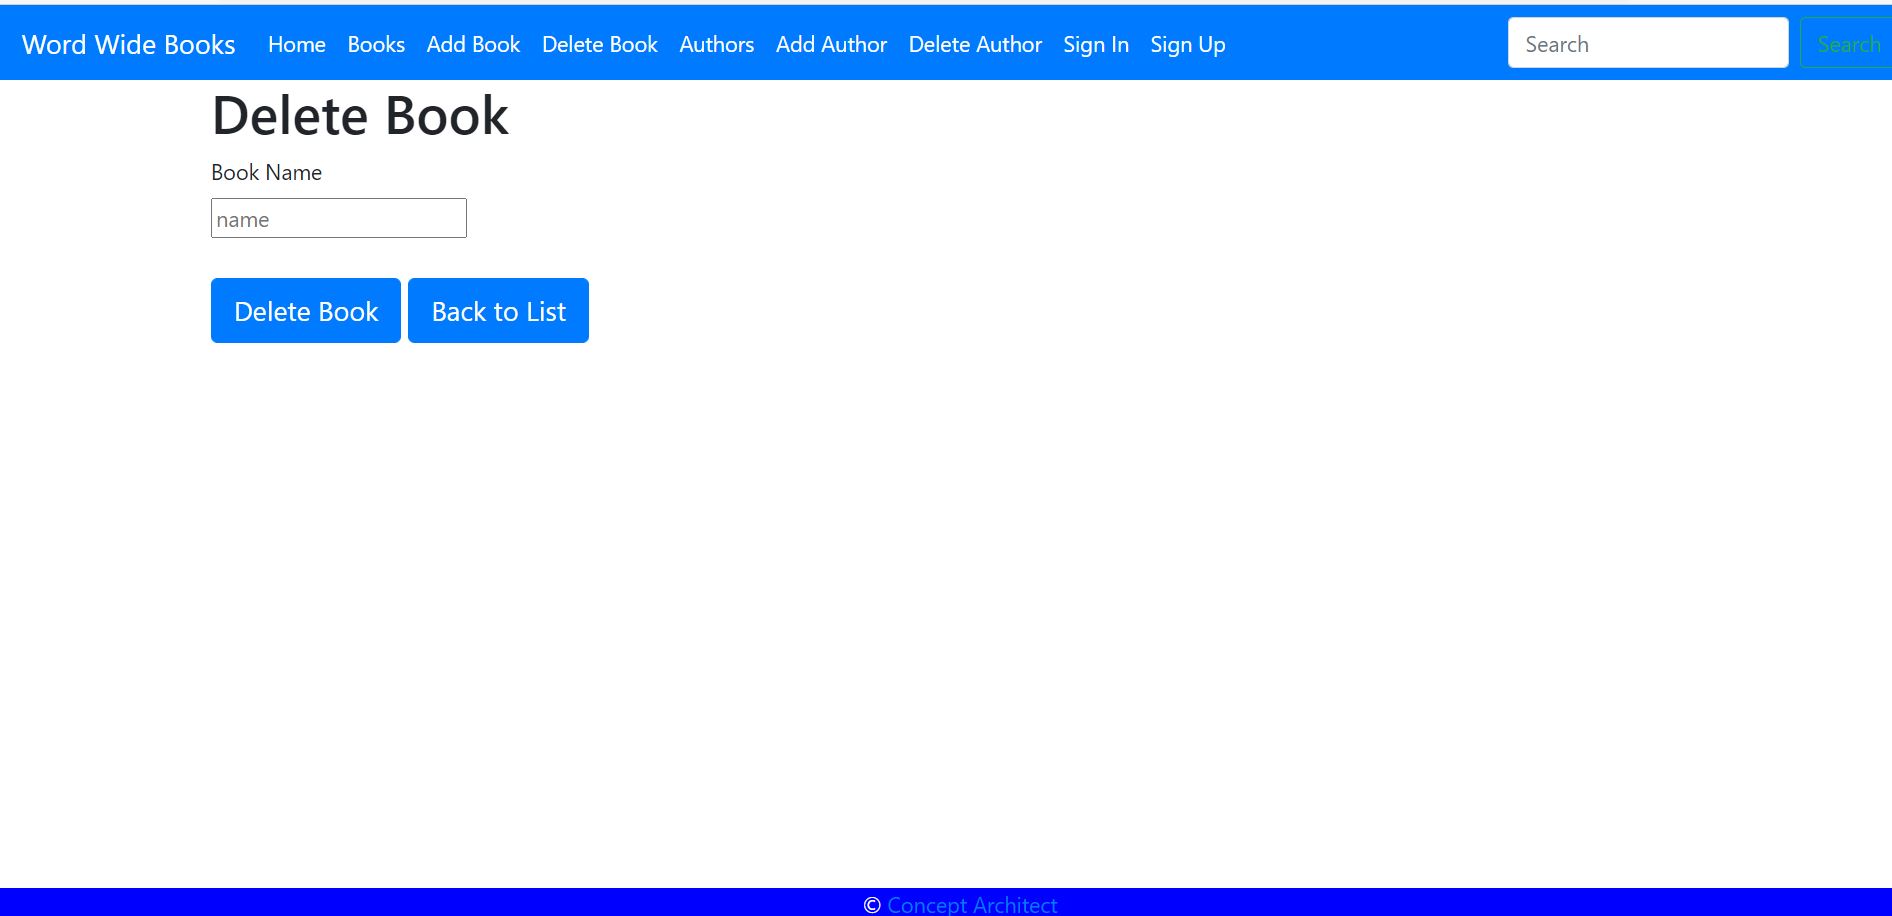 Word Wide Books Home Books Add Book Delete Book Authors Add Author Delete Author Sign In Sign Up Search Search
Delete Book
Book Name
name
Delete Book Back to List
© Concept Architect